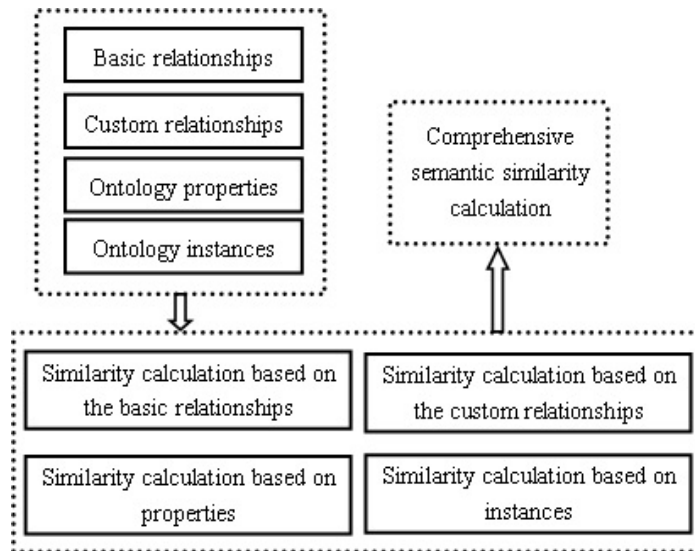 Basic relationships
Custom relationships
Ontology properties
Ontology instances
Comprehensive
semantic similarity
calculation
Similarity calculation based on
the basic relationships
Similarity calculation based on
the custom relationships
Similarity calculation based on
properties
Similarity calculation based on
instances